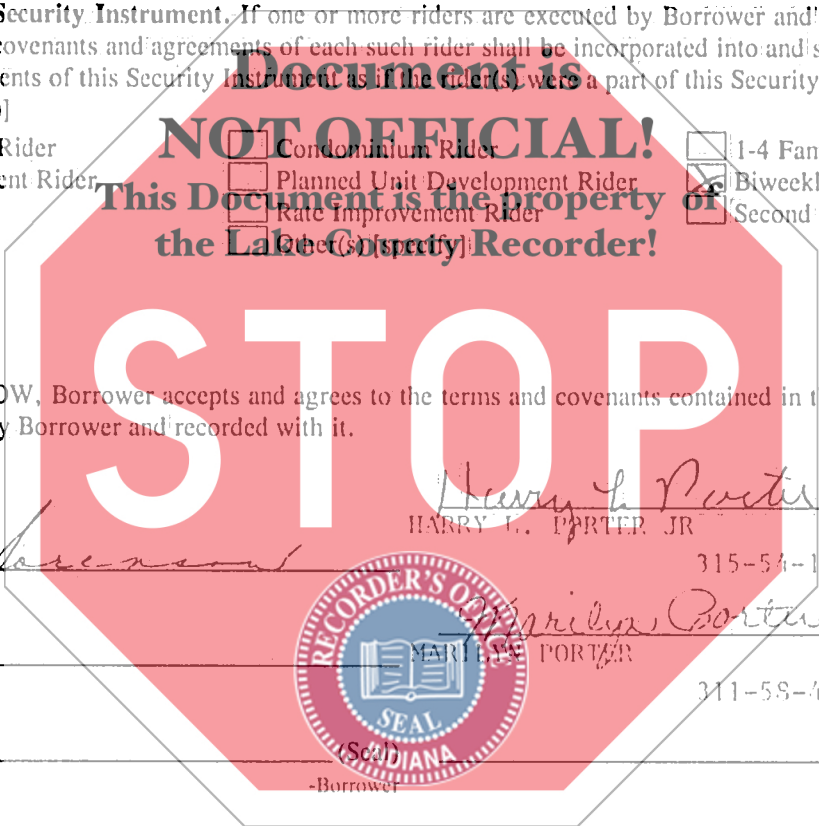 Security Instrument. If one or more riders are executed by Borrower and
covenants and agreements of each such rider shall be incorporated into and s
ents of this Security Instrument as if the rider(s) were a part of this Security
]
Document is
NOT OFFICIAL!
This Document is the property of
the Lake County Recorder!
Rider Condominium Rider 1-4 Fam
ent Rider Planned Unit Development Rider Biweekl
Rate Improvement Rider Second
Other(s) [specify]
STOP
OW, Borrower accepts and agrees to the terms and covenants contained in t
y Borrower and recorded with it.
Harry L. Porter
HARRY L. PORTER JR
Marilyn Porter
MARILYN PORTER
RECORDER'S OFFICE
SEAL
INDIANA
(Seal)
-Borrower